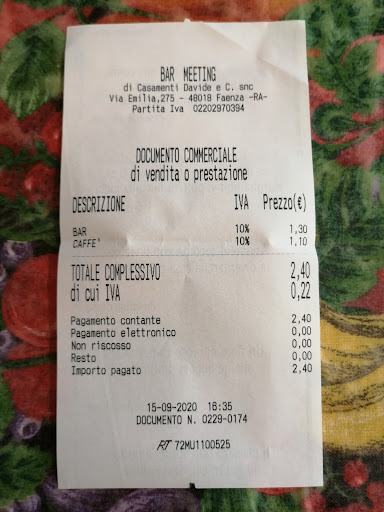 BAR MEETING
di Casamenti Davide e C. snc
Via Emilia,275 - 48018 Faenza -RA-
Partita Iva 02202970394
DOCUMENTO COMMERCIALE
di vendita o prestazione
DESCRIZIONE IVA Prezzo(€)
BAR 10% 1,30
CAFFE' 10% 1,10
TOTALE COMPLESSIVO 2,40
di cui IVA 0,22
Pagamento contante 2,40
Pagamento elettronico 0,00
Non riscosso 0,00
Resto 0,00
Importo pagato 2,40
15-09-2020 16:35
DOCUMENTO N. 0229-0174
RT 72MU1100525